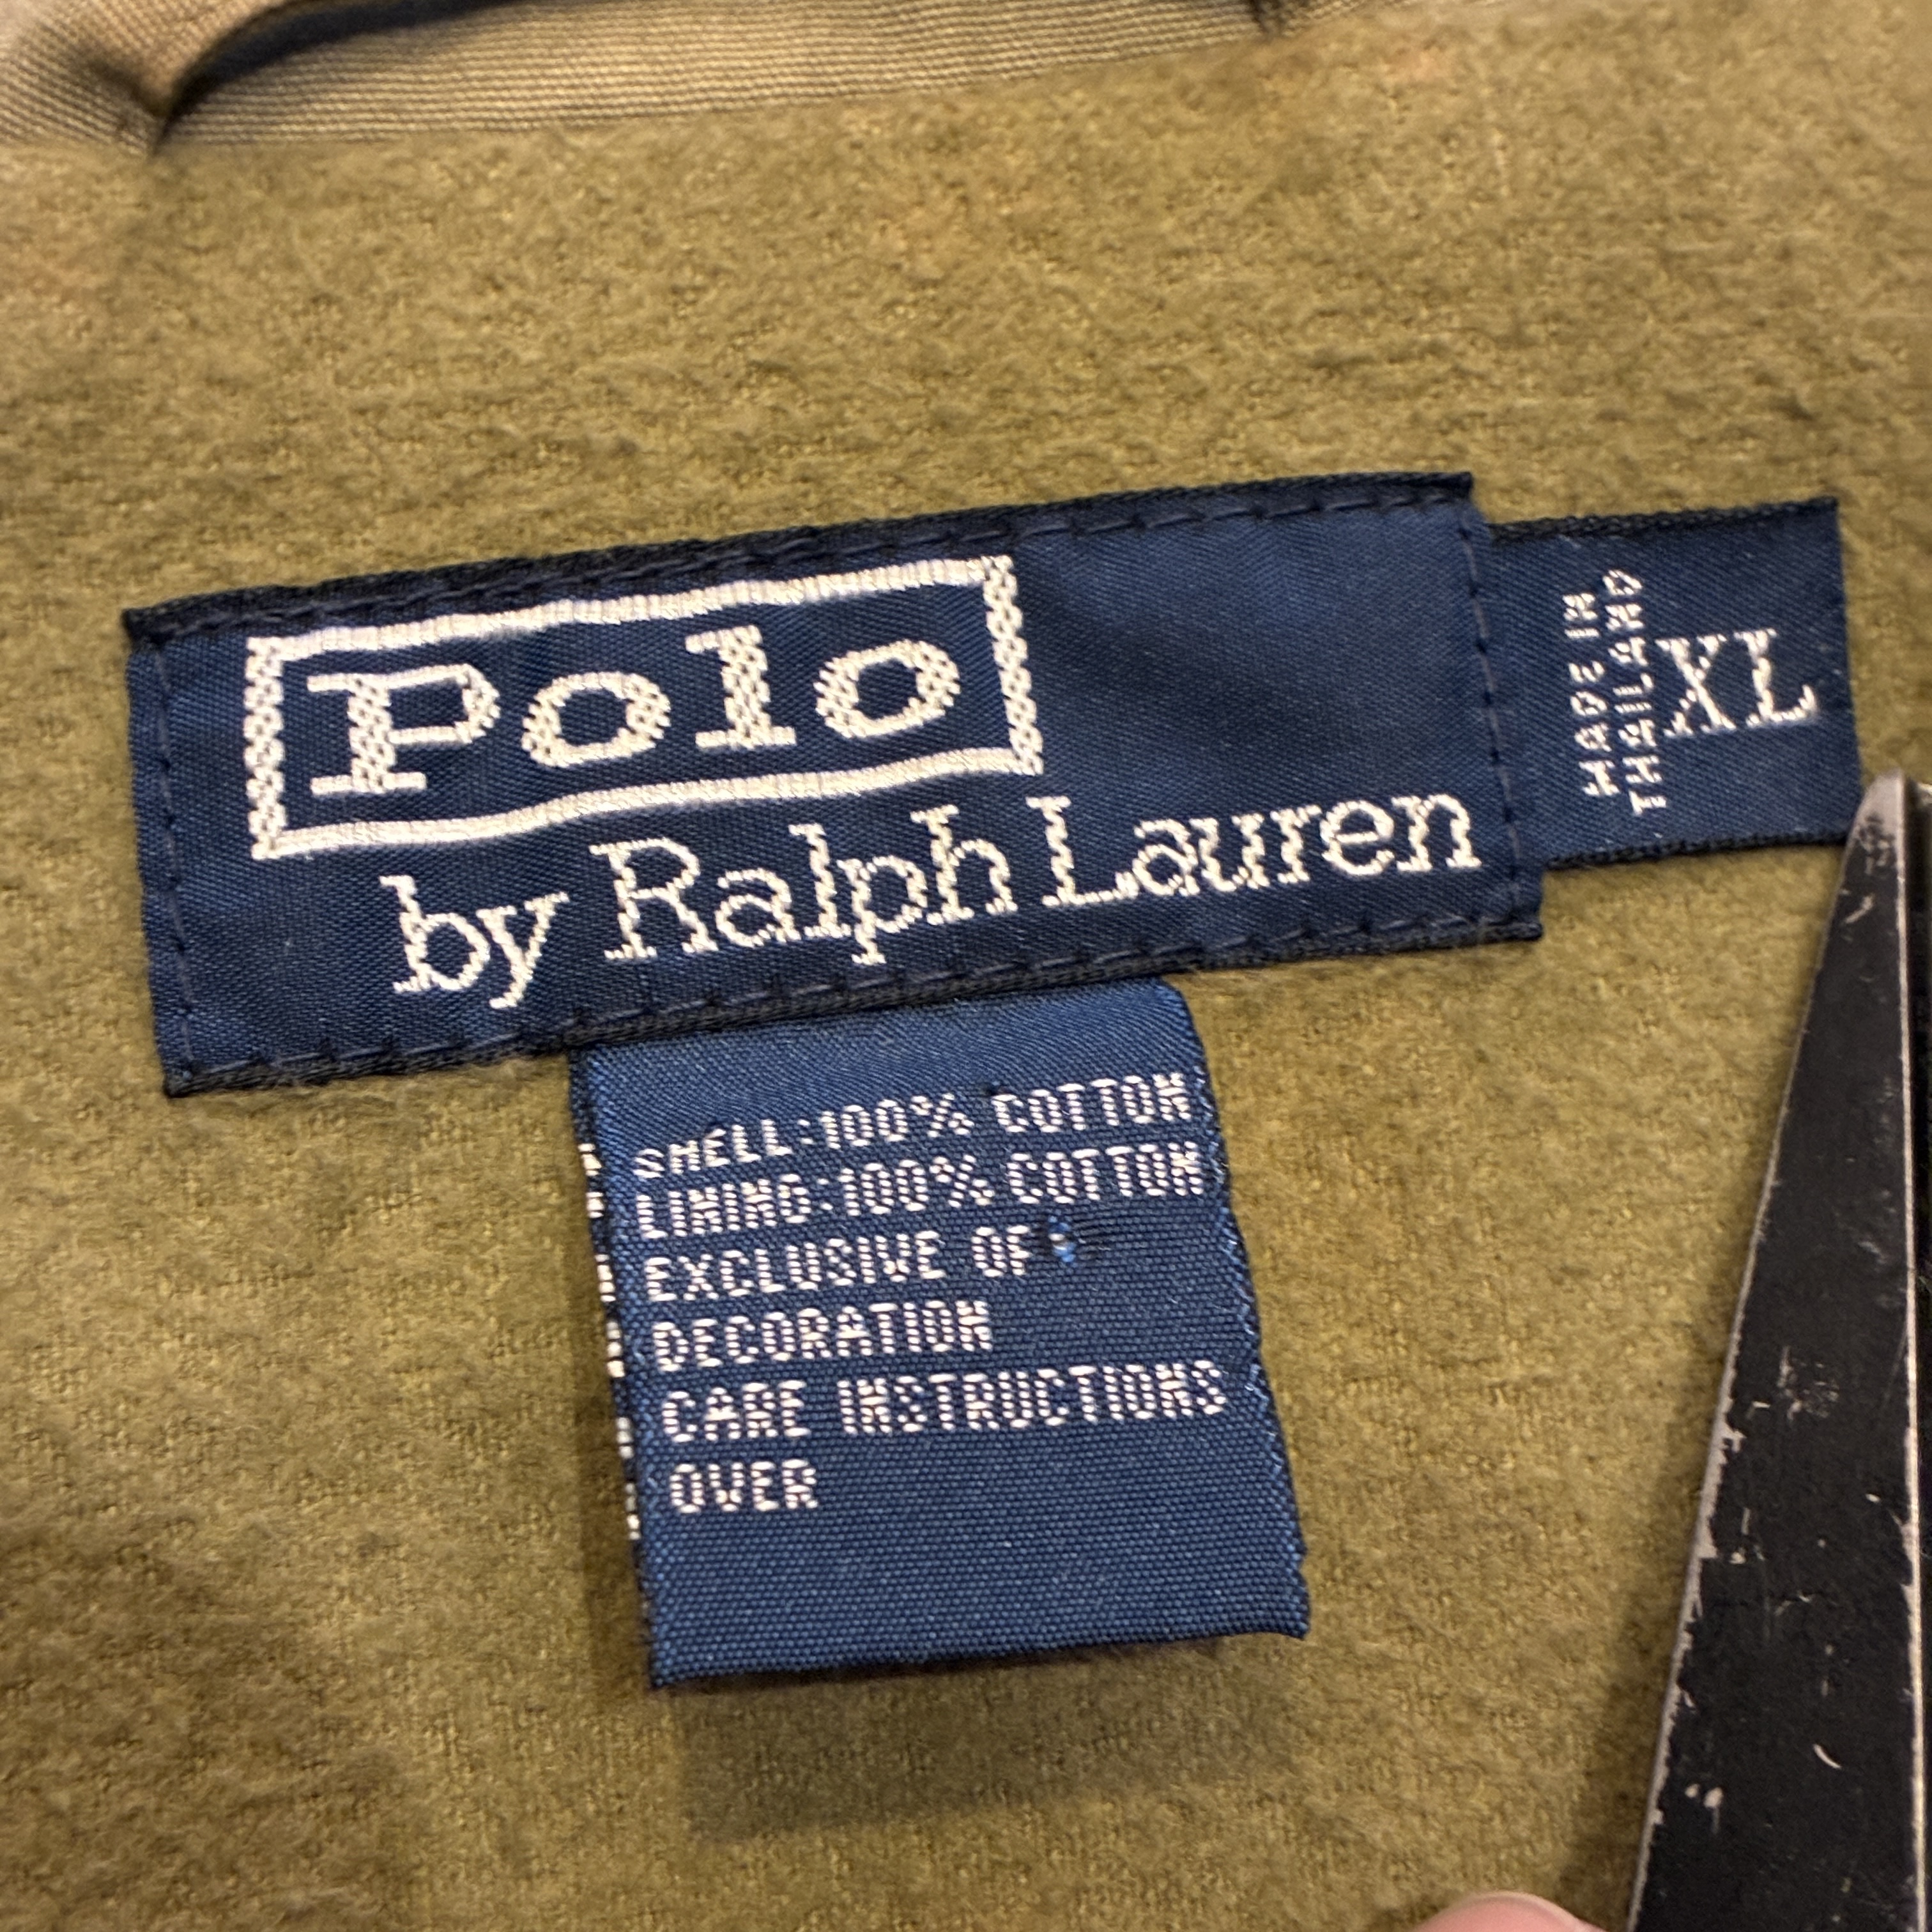 Polo
by Ralph Lauren
MADE IN
THAILAND
XL
SHELL:100% COTTON
LINING:100% COTTON
EXCLUSIVE OF
DECORATION
CARE INSTRUCTIONS
OVER